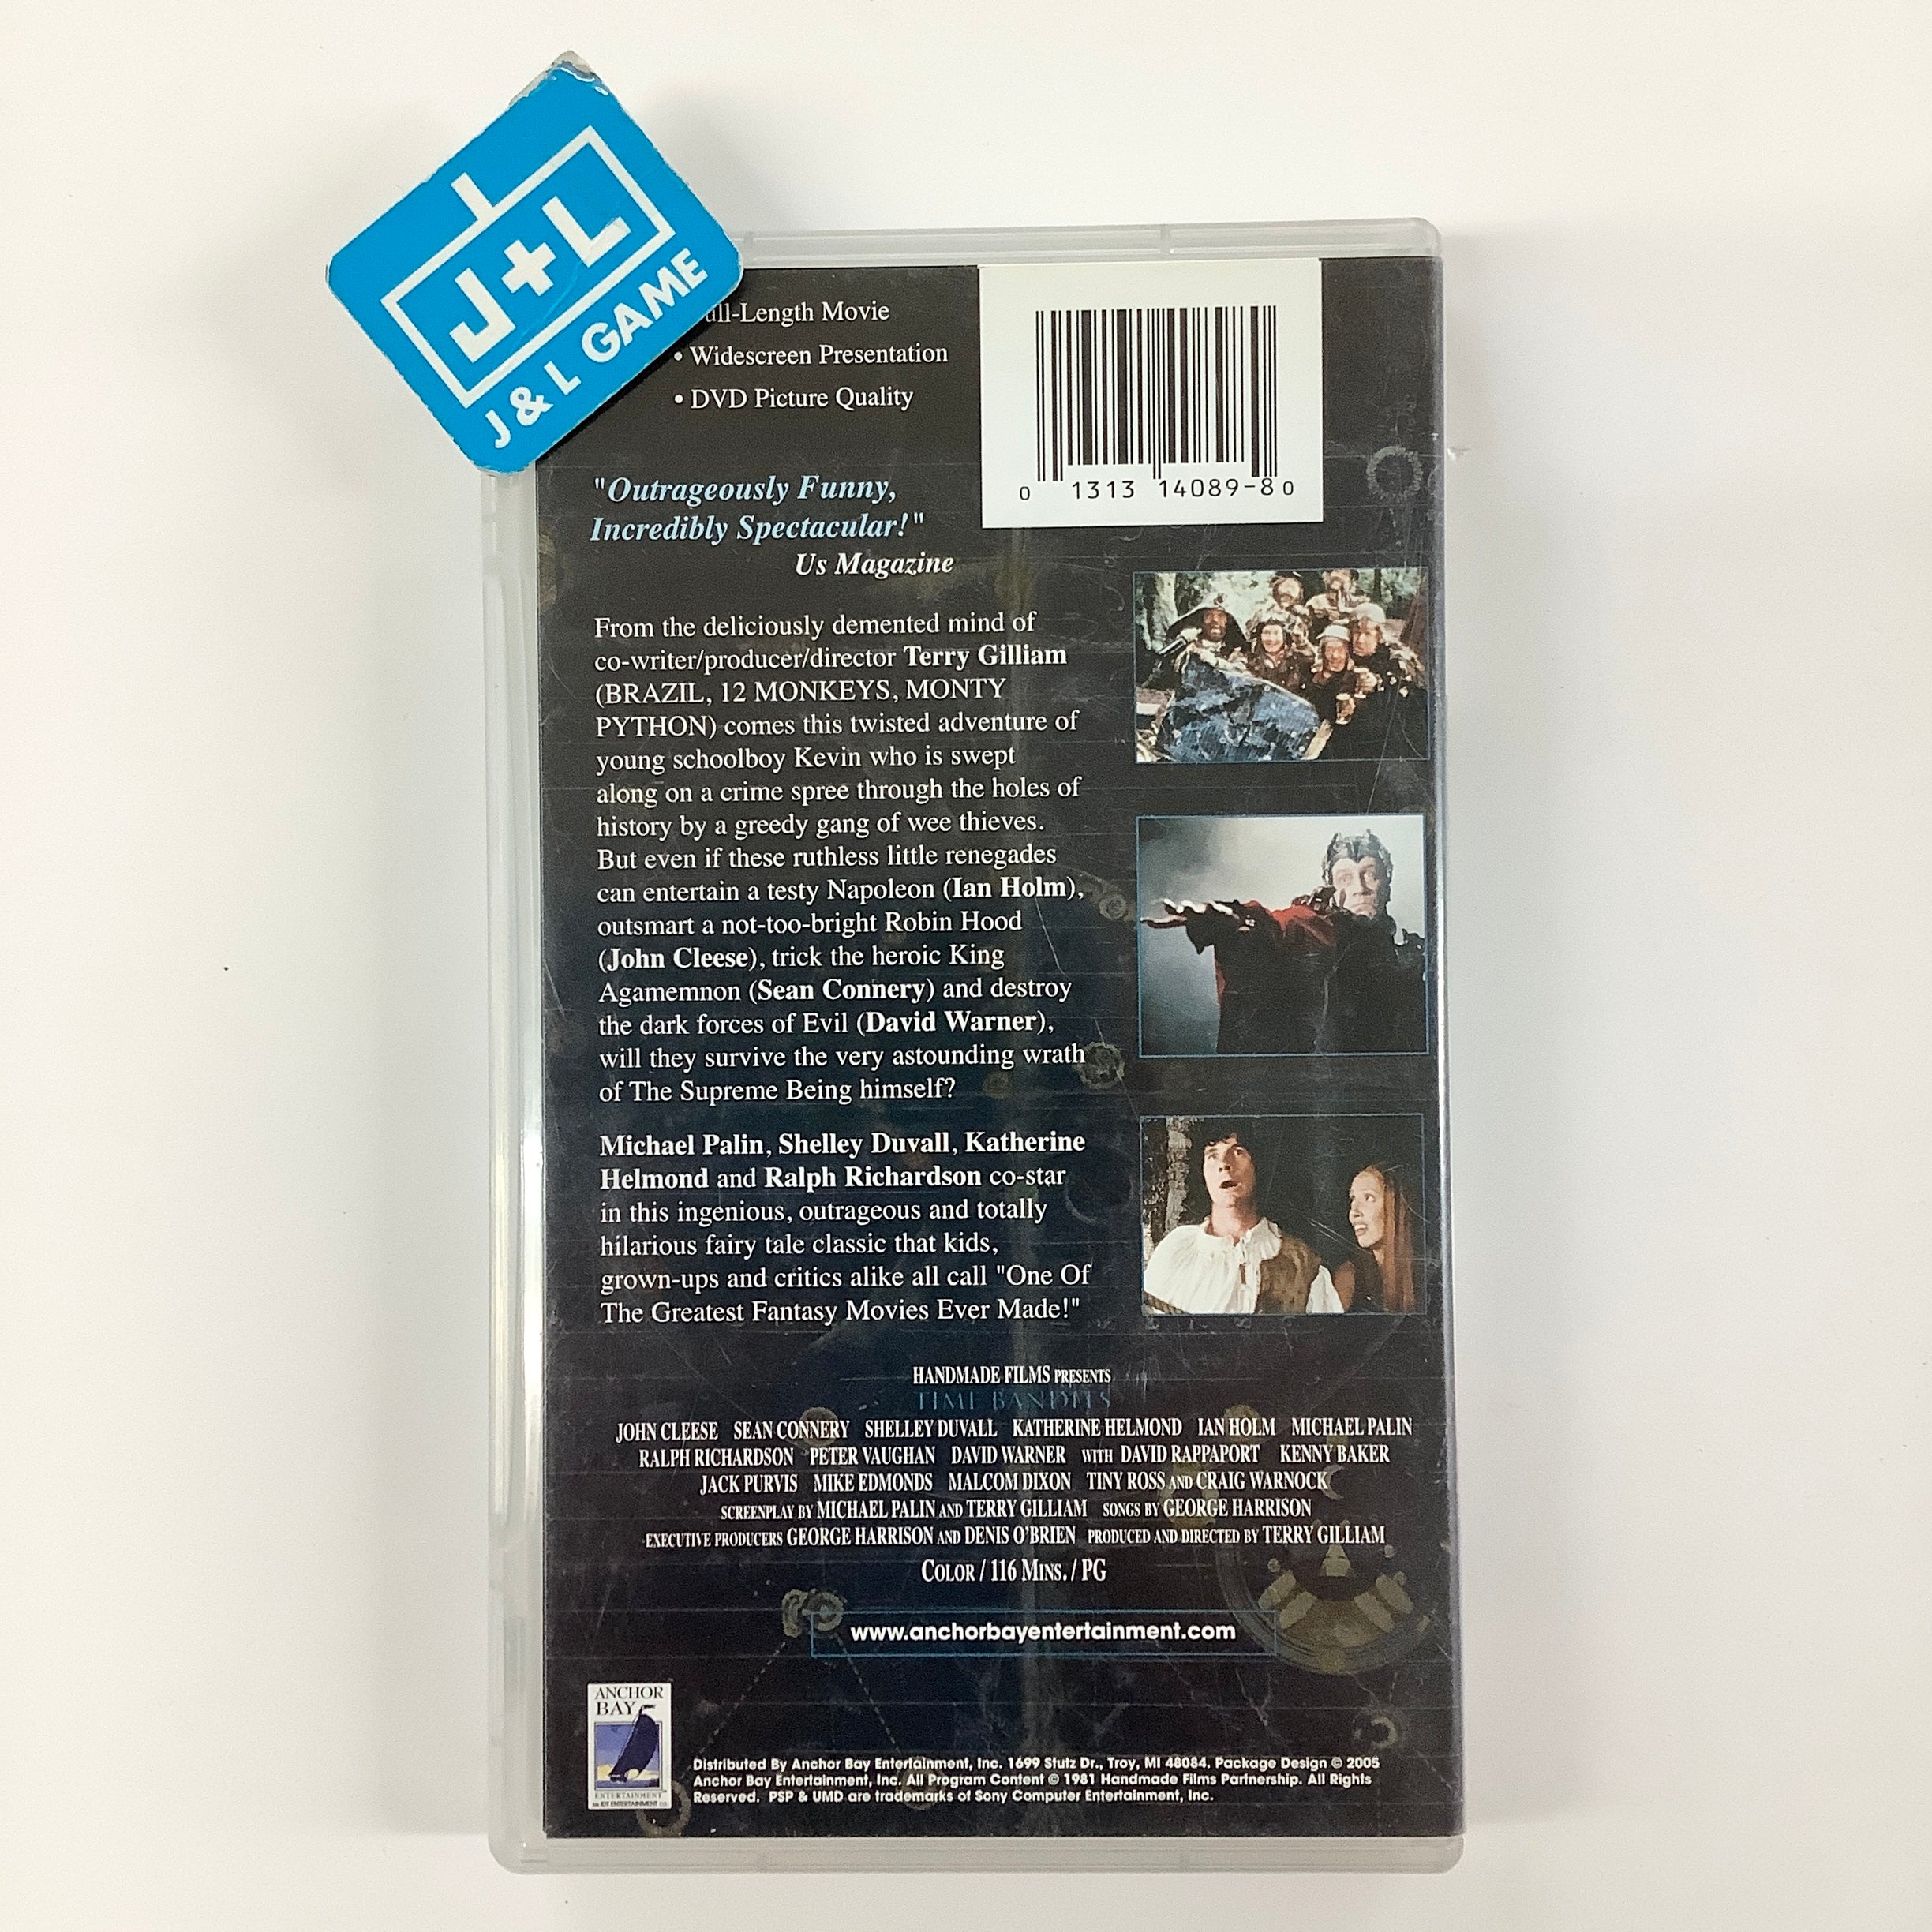 J+L
J & L GAME
Full-Length Movie
• Widescreen Presentation
• DVD Picture Quality
0 1313 14089-8 0
"Outrageously Funny,
Incredibly Spectacular!"
Us Magazine
From the deliciously demented mind of
co-writer/producer/director Terry Gilliam
(BRAZIL, 12 MONKEYS, MONTY
PYTHON) comes this twisted adventure of
young schoolboy Kevin who is swept
along on a crime spree through the holes of
history by a greedy gang of wee thieves.
But even if these ruthless little renegades
can entertain a testy Napoleon (Ian Holm),
outsmart a not-too-bright Robin Hood
(John Cleese), trick the heroic King
Agamemnon (Sean Connery) and destroy
the dark forces of Evil (David Warner),
will they survive the very astounding wrath
of The Supreme Being himself?
Michael Palin, Shelley Duvall, Katherine
Helmond and Ralph Richardson co-star
in this ingenious, outrageous and totally
hilarious fairy tale classic that kids,
grown-ups and critics alike all call "One Of
The Greatest Fantasy Movies Ever Made!"
HANDMADE FILMS PRESENTS
TIME BANDITS
JOHN CLEESE SEAN CONNERY SHELLEY DUVALL KATHERINE HELMOND IAN HOLM MICHAEL PALIN
RALPH RICHARDSON PETER VAUGHAN DAVID WARNER WITH DAVID RAPPAPORT KENNY BAKER
JACK PURVIS MIKE EDMONDS MALCOM DIXON TINY ROSS AND CRAIG WARNOCK
SCREENPLAY BY MICHAEL PALIN AND TERRY GILLIAM SONGS BY GEORGE HARRISON
EXECUTIVE PRODUCERS GEORGE HARRISON AND DENIS O'BRIEN PRODUCED AND DIRECTED BY TERRY GILLIAM
COLOR / 116 MINS. / PG
www.anchorbayentertainment.com
ANCHOR
BAY
ENTERTAINMENT
Distributed By Anchor Bay Entertainment, Inc. 1699 Stutz Dr., Troy, MI 48084. Package Design © 2005
Anchor Bay Entertainment, Inc. All Program Content © 1981 Handmade Films Partnership. All Rights
Reserved. PSP & UMD are trademarks of Sony Computer Entertainment, Inc.